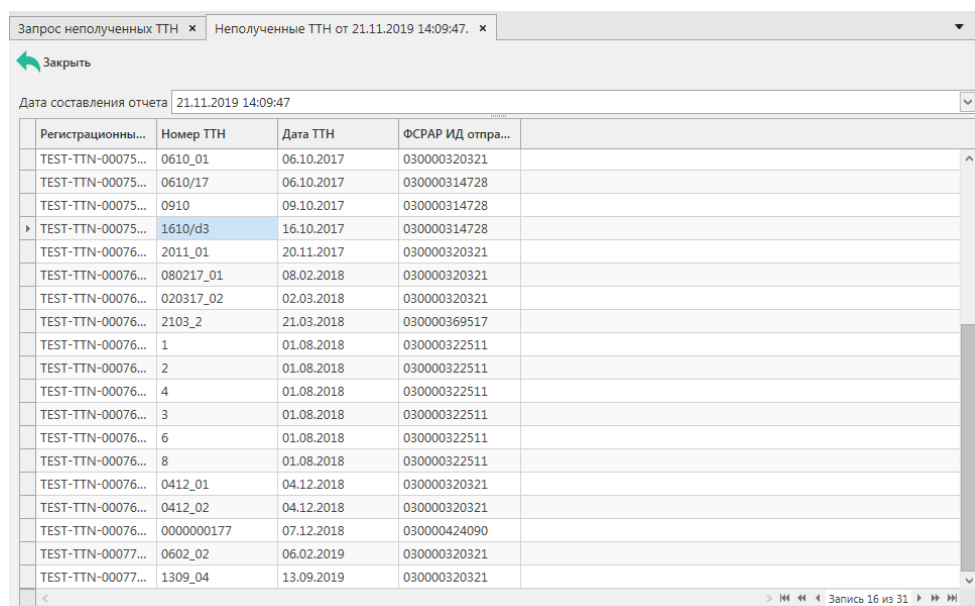 Запрос неполученных ТТН × Неполученные ТТН от 21.11.2019 14:09:47. ×
Закрыть
Дата составления отчета 21.11.2019 14:09:47
Регистрационны... Номер ТТН Дата ТТН ФСРАР ИД отпра...
TEST-TTN-00075... 0610_01 06.10.2017 030000320321
TEST-TTN-00075... 0610/17 06.10.2017 030000314728
TEST-TTN-00075... 0910 09.10.2017 030000314728
TEST-TTN-00075... 1610/d3 16.10.2017 030000314728
TEST-TTN-00076... 2011_01 20.11.2017 030000320321
TEST-TTN-00076... 080217_01 08.02.2018 030000320321
TEST-TTN-00076... 020317_02 02.03.2018 030000320321
TEST-TTN-00076... 2103_2 21.03.2018 030000369517
TEST-TTN-00076... 1 01.08.2018 030000322511
TEST-TTN-00076... 2 01.08.2018 030000322511
TEST-TTN-00076... 4 01.08.2018 030000322511
TEST-TTN-00076... 3 01.08.2018 030000322511
TEST-TTN-00076... 6 01.08.2018 030000322511
TEST-TTN-00076... 8 01.08.2018 030000322511
TEST-TTN-00076... 0412_01 04.12.2018 030000320321
TEST-TTN-00076... 0412_02 04.12.2018 030000320321
TEST-TTN-00076... 0000000177 07.12.2018 030000424090
TEST-TTN-00077... 0602_02 06.02.2019 030000320321
TEST-TTN-00077... 1309_04 13.09.2019 030000320321
Запись 16 из 31